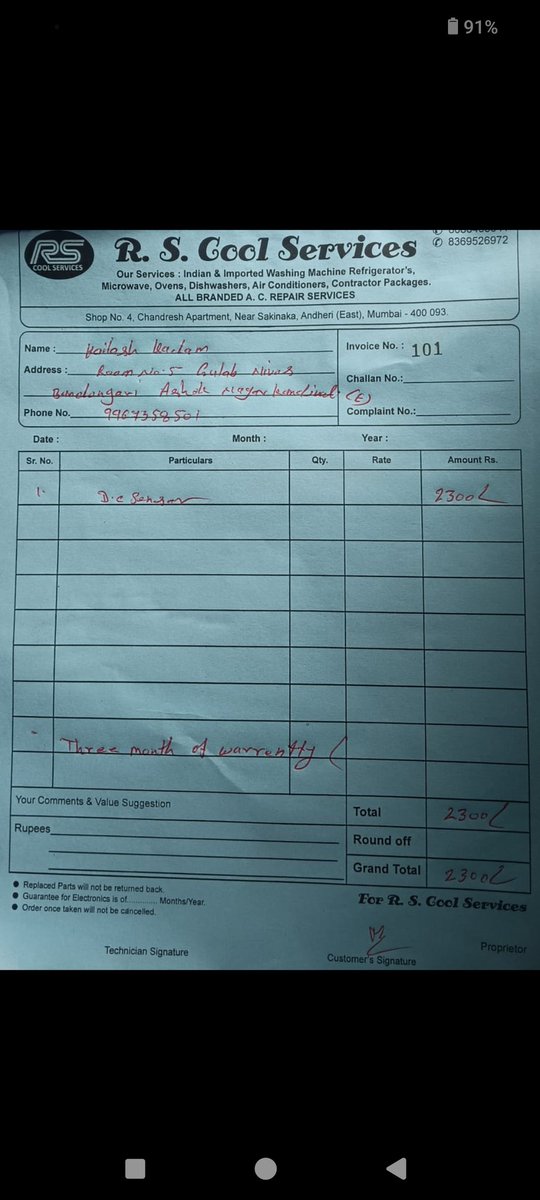 91%
RS
COOL SERVICES
R. S. Cool Services
8369526972
Our Services : Indian & Imported Washing Machine Refrigerator's,
Microwave, Ovens, Dishwashers, Air Conditioners, Contractor Packages.
ALL BRANDED A. C. REPAIR SERVICES
Shop No. 4, Chandresh Apartment, Near Sakinaka, Andheri (East), Mumbai - 400 093.
Name : Kailash Kadam
Invoice No. : 101
Address : Room No. 5 Gulab Nivas
Challan No.:
Ashok Nagar (E)
Phone No. 9967358501
Complaint No.:
Date : Month : Year :
Sr. No. Particulars Qty. Rate Amount Rs.
1. D.C Sensor 2300/
Three month of warrentty
Your Comments & Value Suggestion
Total 2300/
Rupees
Round off
Grand Total 2300/
Replaced Parts will not be returned back.
Guarantee for Electronics is of.............. Months/Year.
Order once taken will not be cancelled.
For R. S. Cool Services
Technician Signature
Customer's Signature
Proprietor